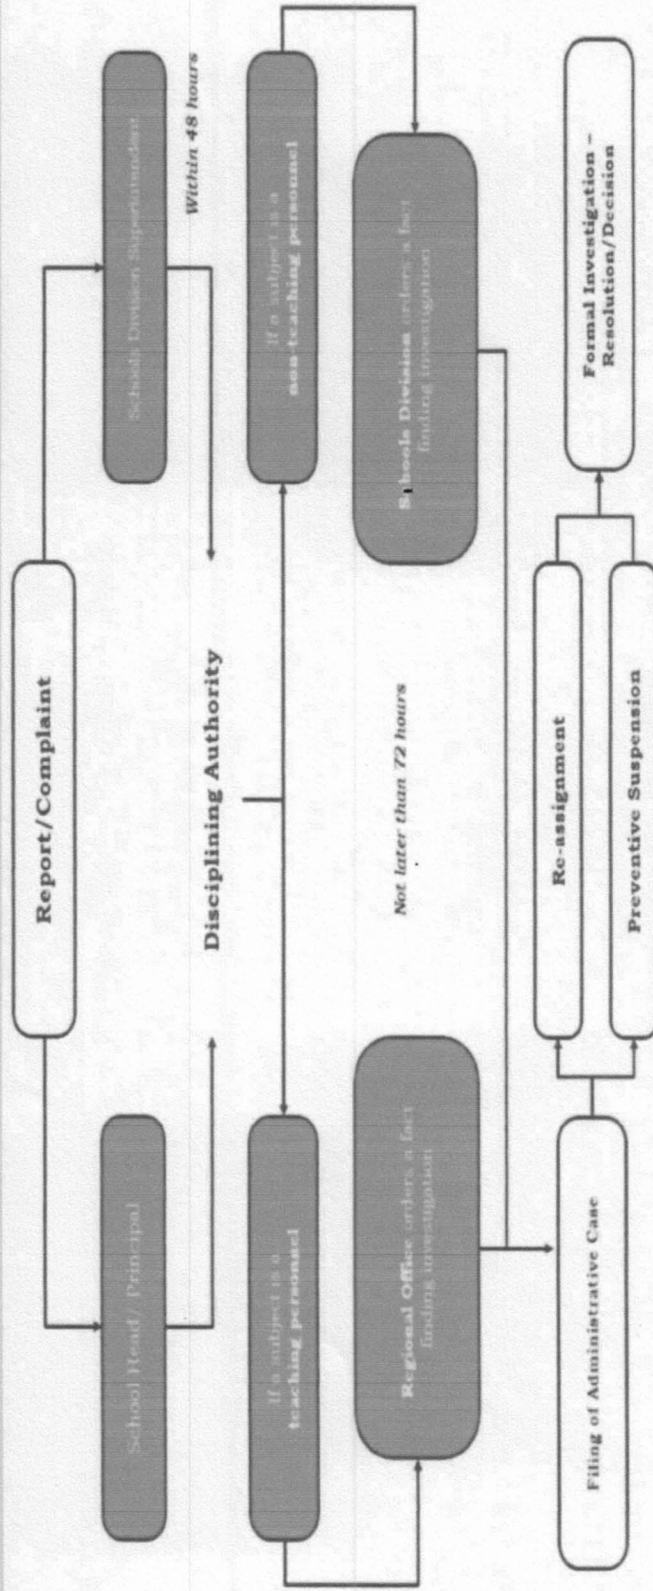 Report/Complaint
School Head/ Principal
Schools Division Superintendent
Within 48 hours
Disciplining Authority
If a subject is a
teaching personnel
If a subject is a
non-teaching personnel
Regional Office orders a fact
finding investigation
Not later than 72 hours
Schools Division orders a fact
finding investigation
Filing of Administrative Case
Re-assignment
Preventive Suspension
Formal Investigation –
Resolution/Decision